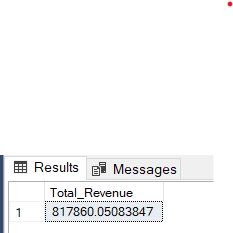 Results Messages
Total_Revenue
1 817860.05083847